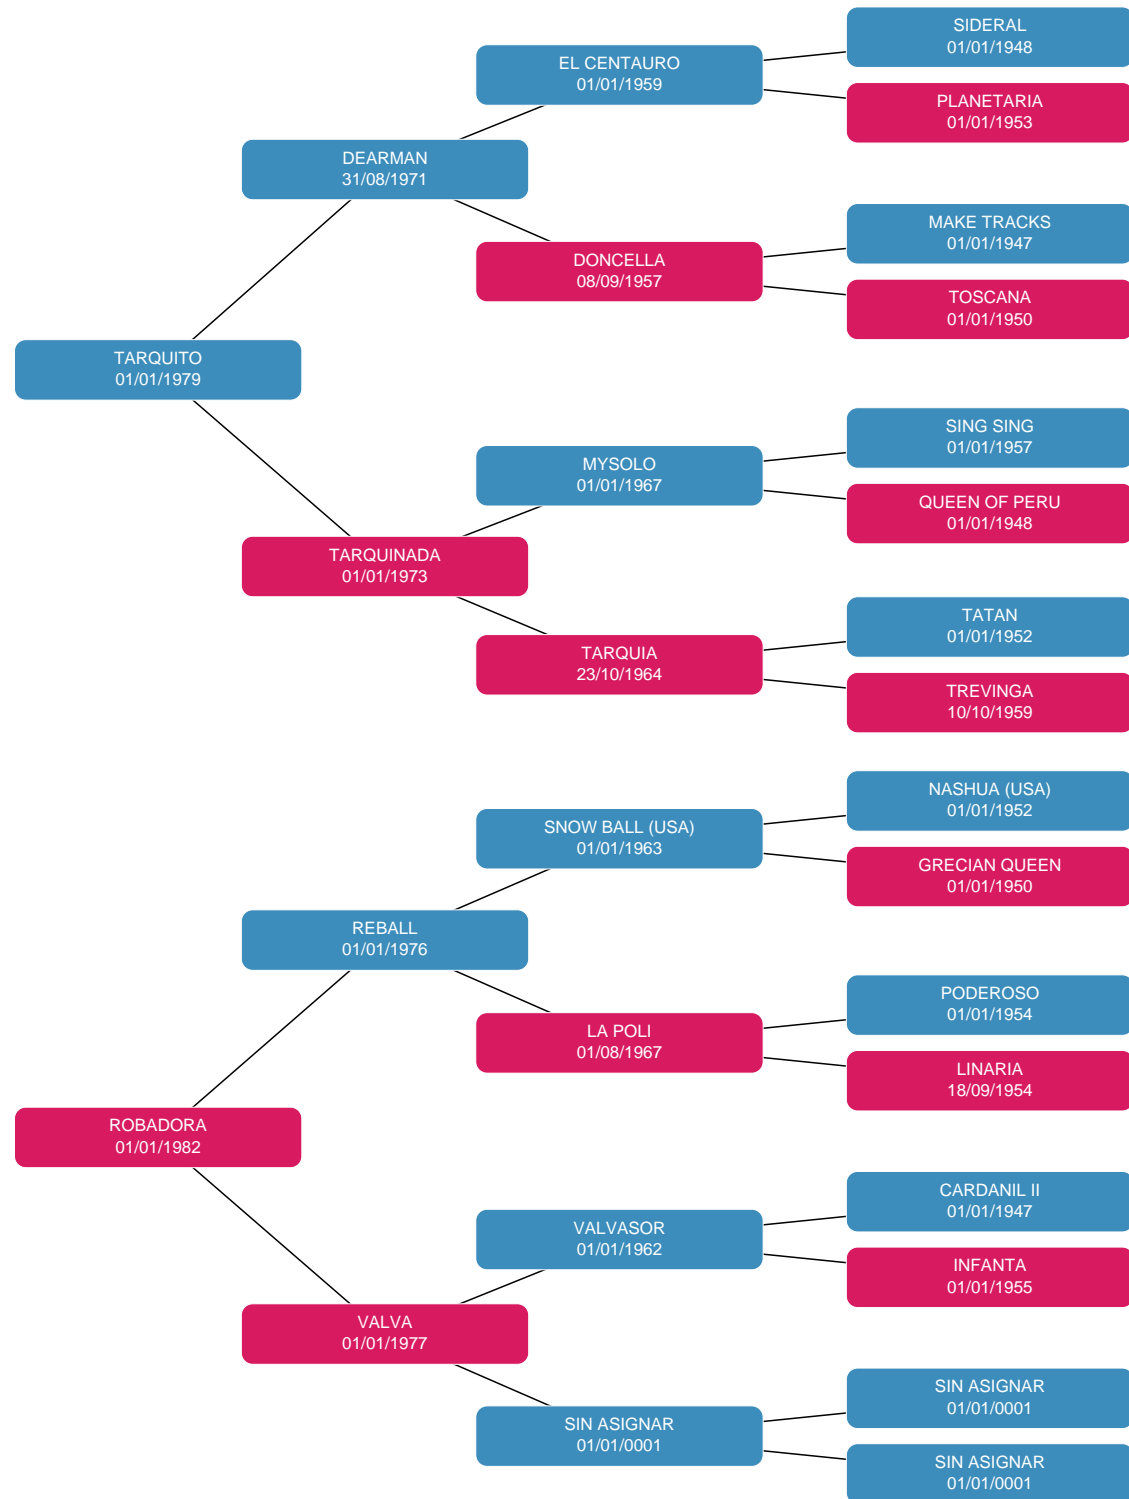 SIDERAL
01/01/1948
EL CENTAURO
01/01/1959
PLANETARIA
01/01/1953
DEARMAN
31/08/1971
MAKE TRACKS
01/01/1947
DONCELLA
08/09/1957
TOSCANA
01/01/1950
TARQUITO
01/01/1979
SING SING
01/01/1957
MYSOLO
01/01/1967
QUEEN OF PERU
01/01/1948
TARQUINADA
01/01/1973
TATAN
01/01/1952
TARQUIA
23/10/1964
TREVINGA
10/10/1959
NASHUA (USA)
01/01/1952
SNOW BALL (USA)
01/01/1963
GRECIAN QUEEN
01/01/1950
REBALL
01/01/1976
PODEROSO
01/01/1954
LA POLI
01/08/1967
LINARIA
18/09/1954
ROBADORA
01/01/1982
CARDANIL II
01/01/1947
VALVASOR
01/01/1962
INFANTA
01/01/1955
VALVA
01/01/1977
SIN ASIGNAR
01/01/0001
SIN ASIGNAR
01/01/0001
SIN ASIGNAR
01/01/0001